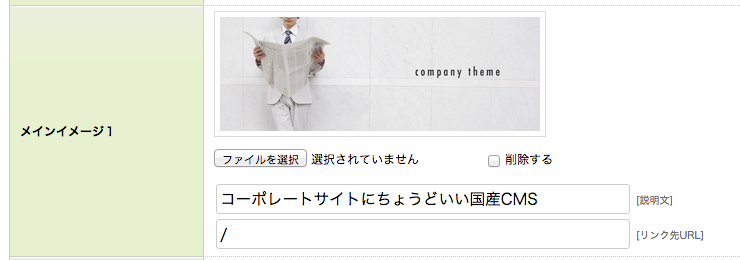 company theme
メインイメージ1
ファイルを選択 選択されていません 削除する
コーポレートサイトにちょうどいい国産CMS [説明文]
/ [リンク先URL]